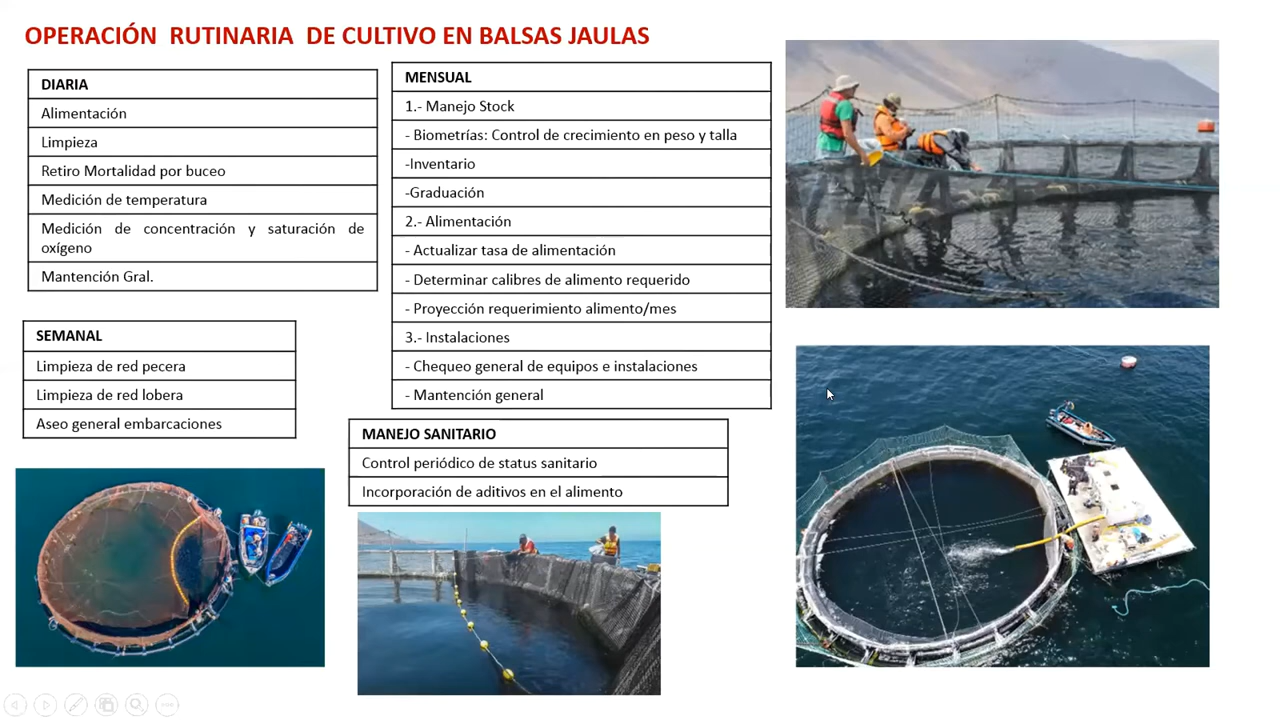 OPERACIÓN RUTINARIA DE CULTIVO EN BALSAS JAULAS
DIARIA
Alimentación
Limpieza
Retiro Mortalidad por buceo
Medición de temperatura
Medición de concentración y saturación de
oxígeno
Mantención Gral.
SEMANAL
Limpieza de red pecera
Limpieza de red lobera
Aseo general embarcaciones
MENSUAL
1.- Manejo Stock
- Biometrías: Control de crecimiento en peso y talla
-Inventario
-Graduación
2.- Alimentación
- Actualizar tasa de alimentación
- Determinar calibres de alimento requerido
- Proyección requerimiento alimento/mes
3.- Instalaciones
- Chequeo general de equipos e instalaciones
- Mantención general
MANEJO SANITARIO
Control periódico de status sanitario
Incorporación de aditivos en el alimento